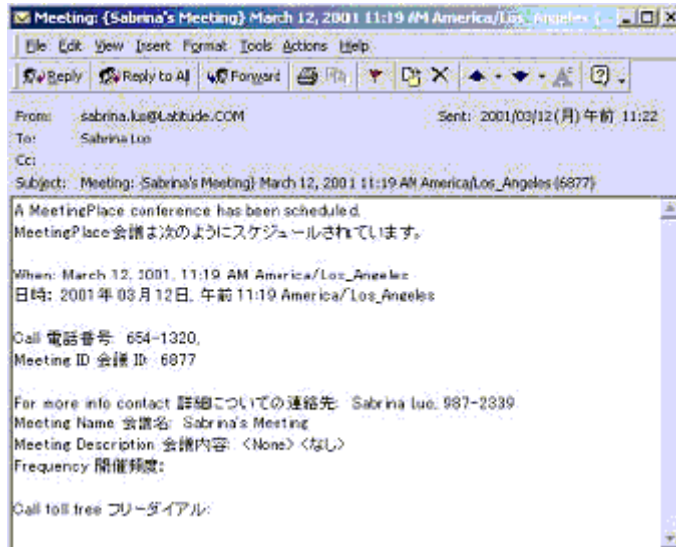 Meeting: {Sabrina's Meeting} March 12, 2001 11:19 AM America/Los_Angeles (...
File Edit View Insert Format Tools Actions Help
Reply Reply to All Forward
From: sabrina.luo@Latitude.COM Sent: 2001/03/12(月)午前 11:22
To: Sabrina Luo
Cc:
Subject: Meeting: {Sabrina's Meeting} March 12, 2001 11:19 AM America/Los_Angeles (6877)
A MeetingPlace conference has been scheduled.
MeetingPlace会議は次のようにスケジュールされています。
When: March 12, 2001, 11:19 AM America/Los_Angeles
日時: 2001年 03月 12日, 午前 11:19 America/Los_Angeles
Call 電話番号: 654-1320,
Meeting ID 会議 ID: 6877
For more info contact 詳細についての連絡先: Sabrina Luo, 987-2339
Meeting Name 会議名: Sabrina's Meeting
Meeting Description 会議内容: <None> <なし>
Frequency 開催頻度:
Call toll free フリーダイアル: